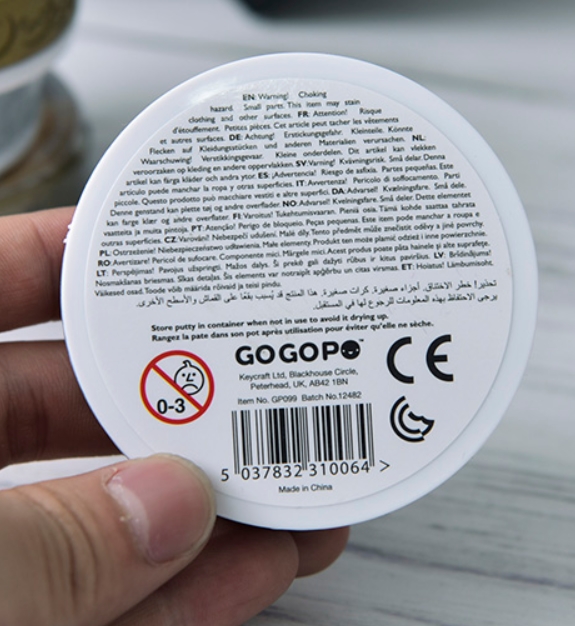 EN: Warning! Choking
hazard. Small parts. This item may stain
clothing and other surfaces. FR: Attention! Risque
d'étouffement. Petites pièces. Cet article peut tacher les vêtements
et autres surfaces. DE: Achtung! Erstickungsgefahr. Kleinteile. Könnte
Flecken auf Kleidungsstücken und anderen Materialien verursachen. NL:
Waarschuwing! Verstikkingsgevaar. Kleine onderdelen. Dit artikel kan vlekken
veroorzaken op kleding en andere oppervlakken. SV: Varning! Kvävningsrisk. Små delar. Denna
artikel kan färga kläder och andra ytor. ES: ¡Advertencia! Riesgo de asfixia. Partes pequeñas. Este
artículo puede manchar la ropa y otras superficies. IT: Avvertenza! Pericolo di soffocamento. Parti
piccole. Questo prodotto può macchiare vestiti e altre superfici. DA: Advarsel! Kvælningsfare. Små dele.
Denne genstand kan plette tøj og andre overflader. NO: Advarsel! Kvelningsfare. Små deler. Dette elementet
kan farge klær og andre overflater. FI: Varoitus! Tukehtumisvaaran. Pieniä osia. Tämä kohde saattaa tahrata
vaatteita ja muita pintoja. PT: Atenção! Perigo de bloqueio. Peças pequenas. Este item pode manchar a roupa e
outras superfícies. CZ: Varování! Nebezpečí udušení. Malé díly. Tento předmět může znečistit oděvy a jiné povrchy.
PL: Ostrzeżenie! Niebezpieczeństwo udławienia. Małe elementy. Produkt ten może plamić odzież i inne powierzchnie.
RO: Avertizare! Pericol de sufocare. Componente mici. Mărgele mici. Acest produs poate păta hainele și alte suprafețe.
LT: Perspėjimas! Pavojus užspringti. Mažos dalys. Ši prekė gali dažyti rūbus ir kitus paviršius. LV: Brīdinājums!
Nosmakšanas briesmas. Sīkas detaļas. Šis elements var notraipīt apģērbu un citas virsmas. ET: Hoiatus! Lämbumisoht.
Väikesed osad. Toode võib määrida rõivaid ja teisi pindu.
تحذير! خطر الاختناق. أجزاء صغيرة. كرات صغيرة. هذا المنتج قد يُسبب بقعًا على القماش والأسطح الأخرى.
يرجى الاحتفاظ بهذه المعلومات للرجوع لها في المستقبل.
Store putty in container when not in use to avoid it drying up.
Rangez la pate dans son pot après utilisation pour éviter qu'elle ne sèche.
GOGOPO™
CE
0-3
Keycraft Ltd, Blackhouse Circle,
Peterhead, UK, AB42 1BN
Item No. GP099 Batch No.12482
5 037832 310064 >
Made in China